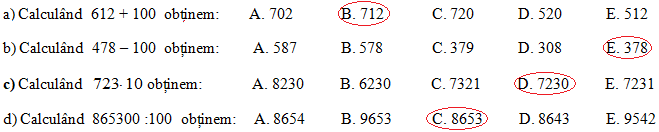 a) Calculând 612 + 100 obținem: A. 702 B. 712 C. 720 D. 520 E. 512
b) Calculând 478 – 100 obținem: A. 587 B. 578 C. 379 D. 308 E. 378
c) Calculând 723· 10 obținem: A. 8230 B. 6230 C. 7321 D. 7230 E. 7231
d) Calculând 865300 :100 obținem: A. 8654 B. 9653 C. 8653 D. 8643 E. 9542